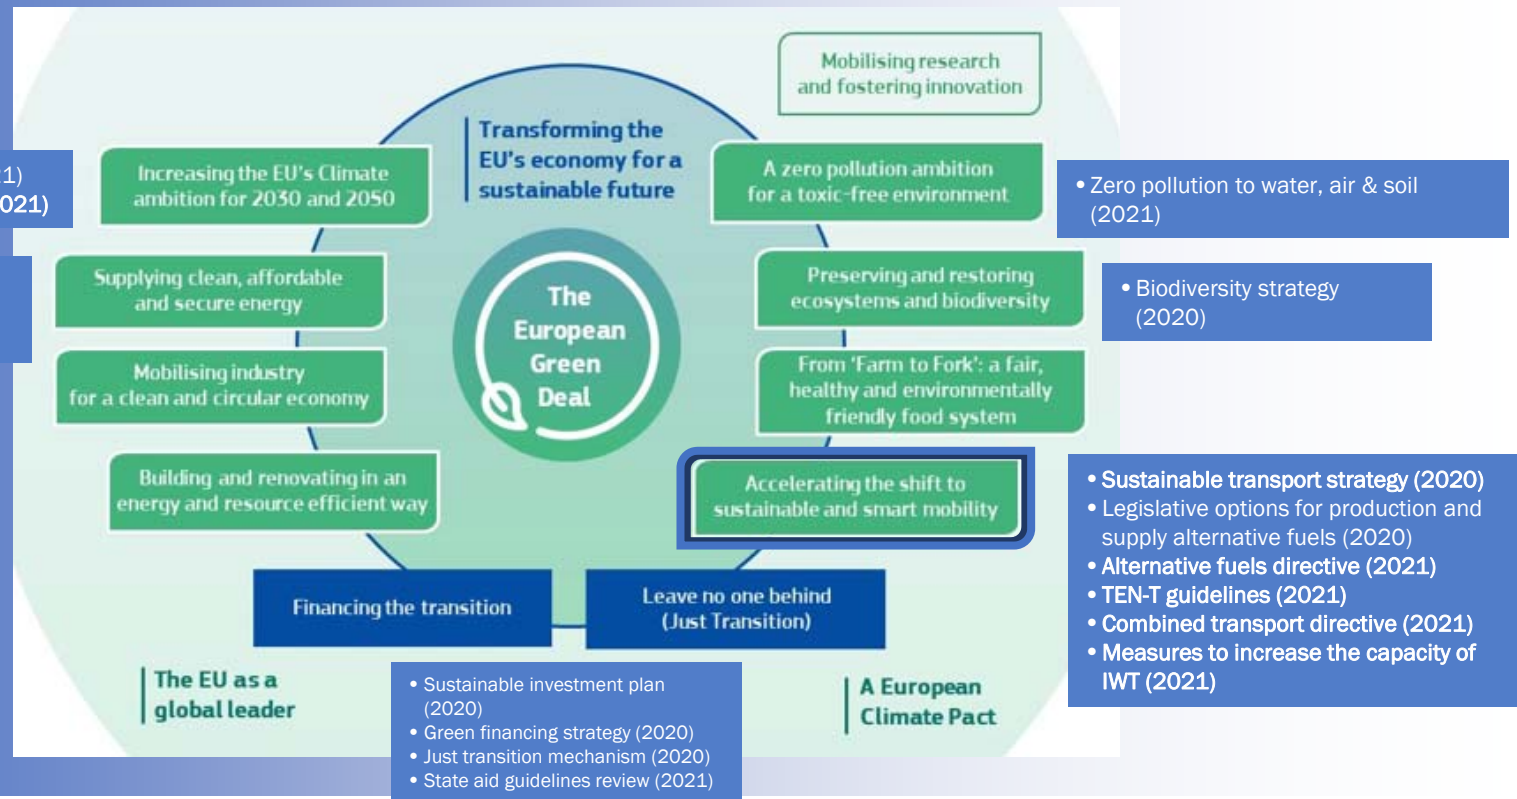 Mobilising research
and fostering innovation
Transforming the
EU's economy for a
sustainable future
Increasing the EU's Climate
ambition for 2030 and 2050
A zero pollution ambition
for a toxic-free environment
21)
021)
• Zero pollution to water, air & soil
(2021)
Supplying clean, affordable
and secure energy
The
European
Green
Deal
Preserving and restoring
ecosystems and biodiversity
• Biodiversity strategy
(2020)
Mobilising industry
for a clean and circular economy
From 'Farm to Fork': a fair,
healthy and environmentally
friendly food system
Building and renovating in an
energy and resource efficient way
Accelerating the shift to
sustainable and smart mobility
• Sustainable transport strategy (2020)
• Legislative options for production and
supply alternative fuels (2020)
• Alternative fuels directive (2021)
• TEN-T guidelines (2021)
• Combined transport directive (2021)
• Measures to increase the capacity of
IWT (2021)
Financing the transition
Leave no one behind
(Just Transition)
The EU as a
global leader
• Sustainable investment plan
(2020)
• Green financing strategy (2020)
• Just transition mechanism (2020)
• State aid guidelines review (2021)
A European
Climate Pact